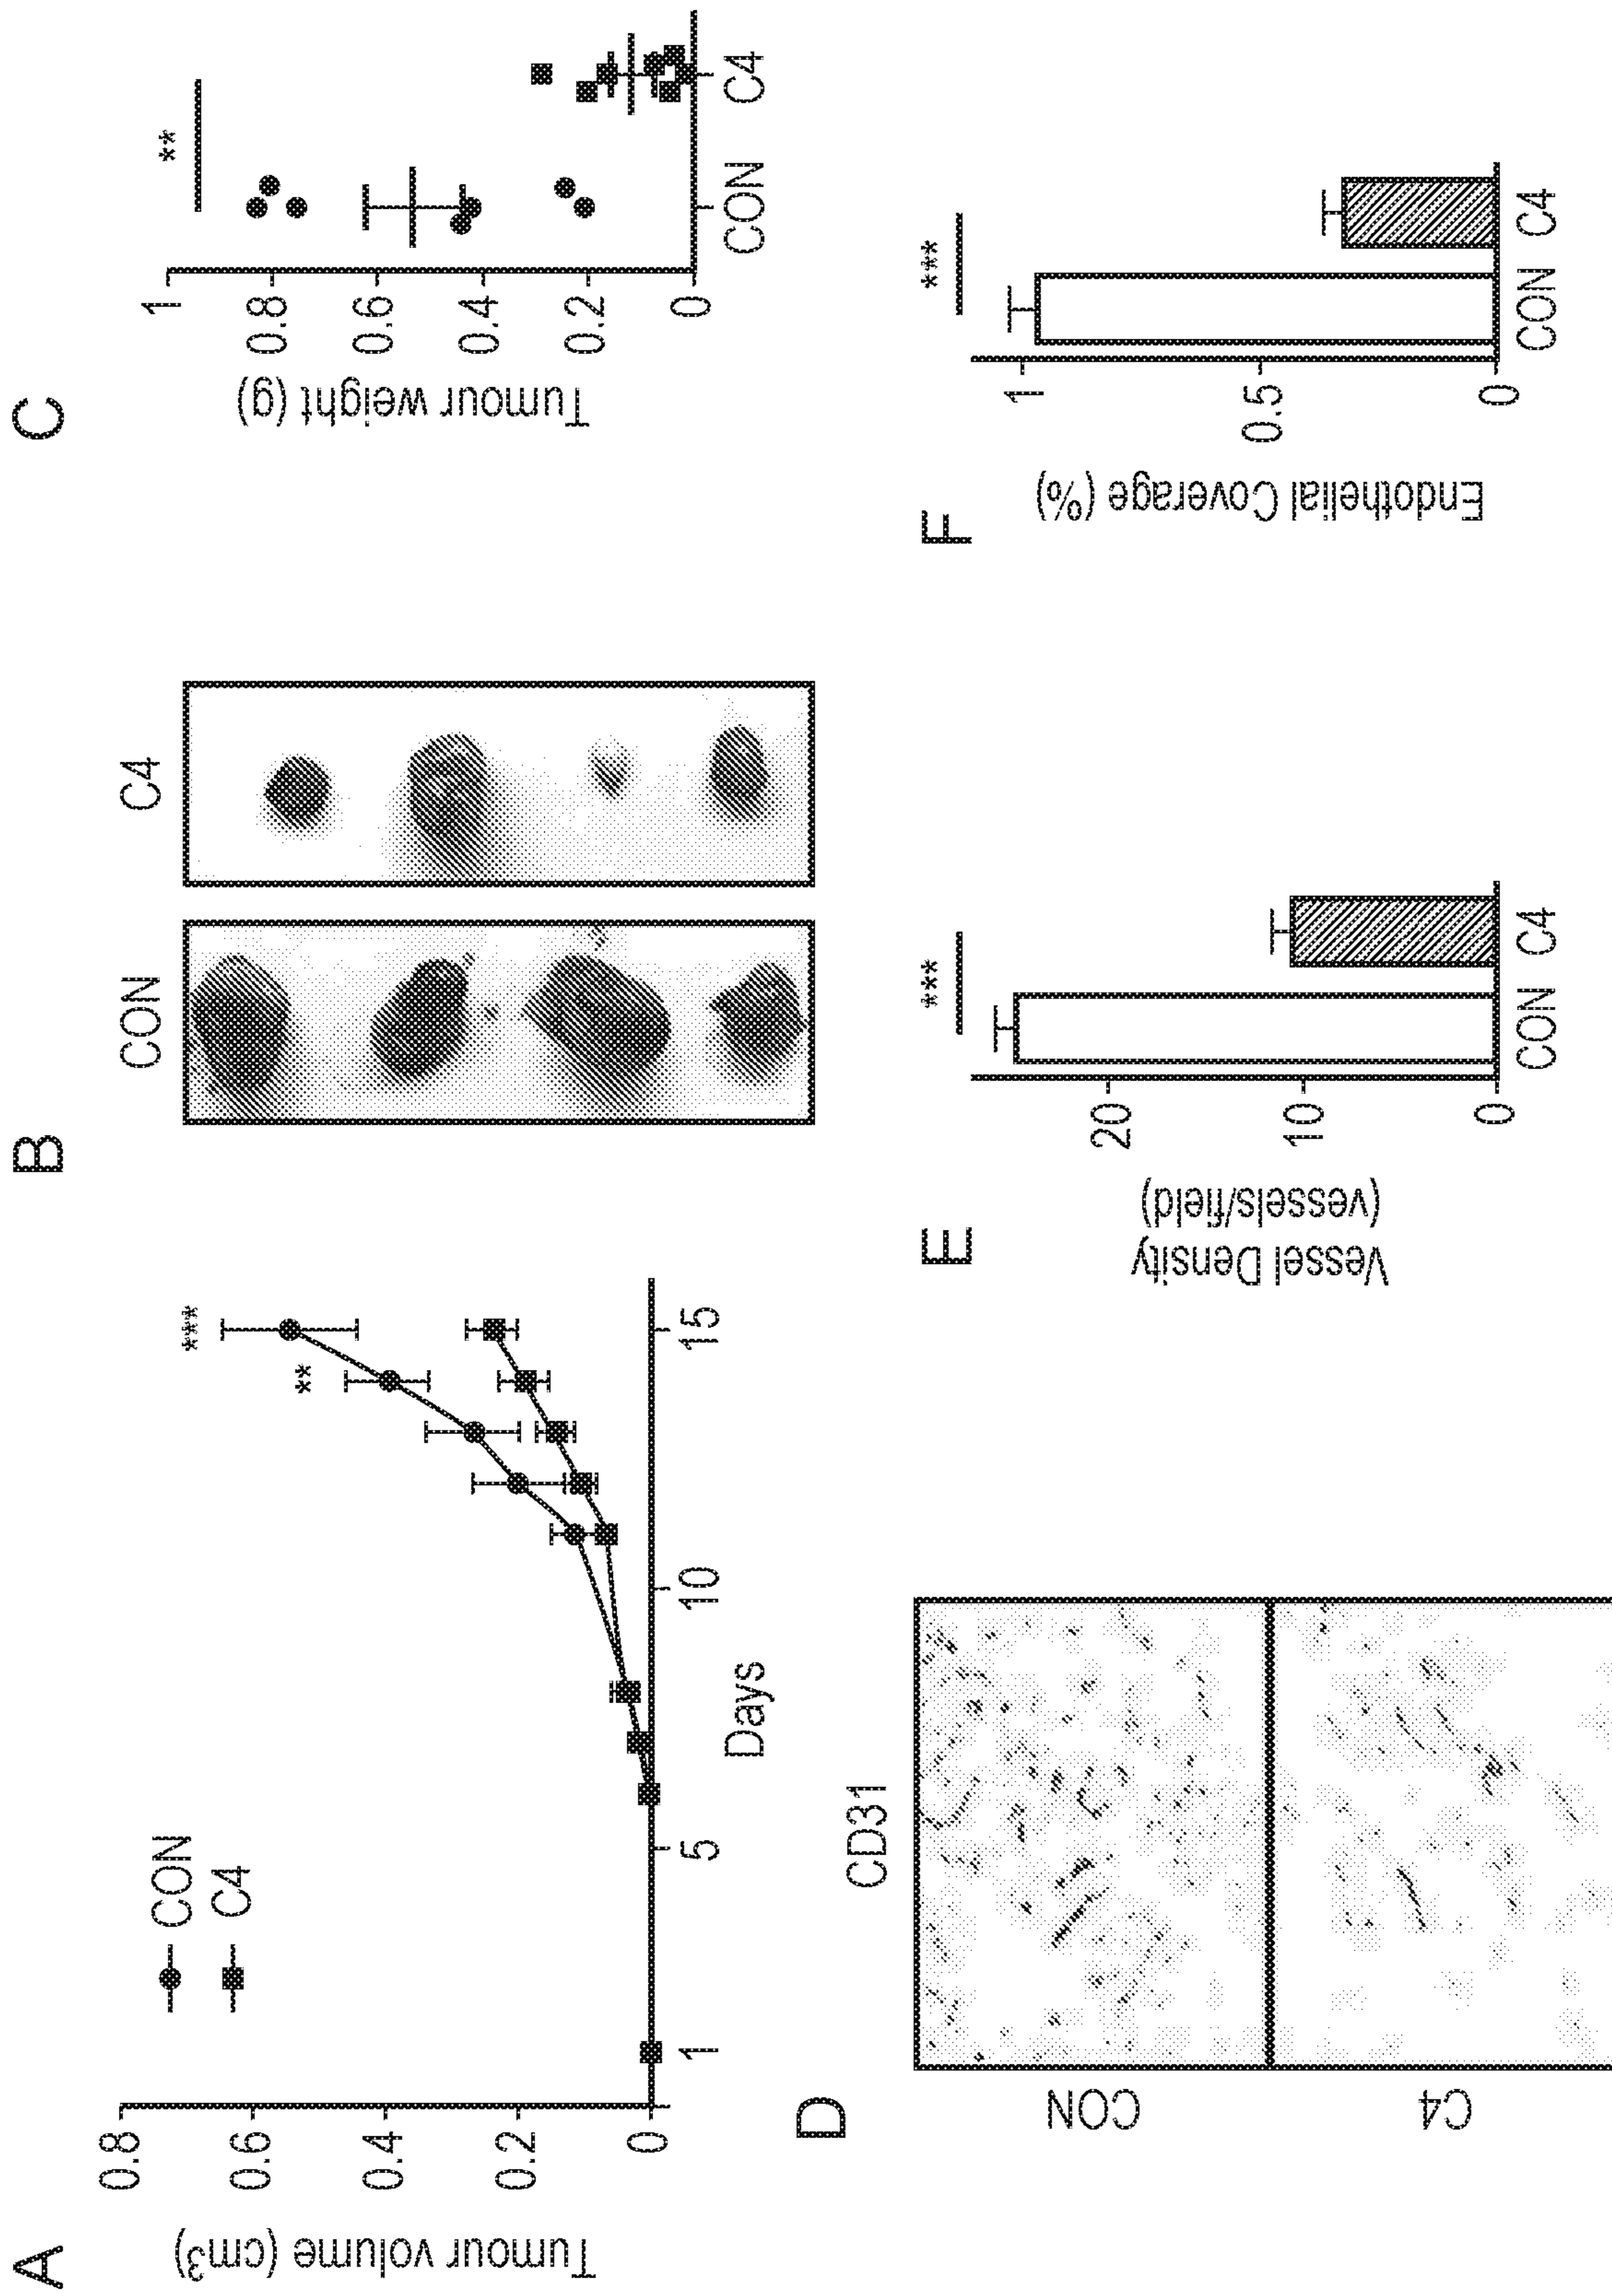 A
Tumour volume (cm³)
0.8
0.6
0.4
0.2
0
CON
C4
**
***
1
5
10
15
Days
B
CON
C4
C
Tumour weight (g)
1
0.8
0.6
0.4
0.2
0
**
CON
C4
D
CD31
CON
C4
E
Vessel Density
(vessels/field)
20
10
0
***
CON
C4
F
Endothelial Coverage (%)
1
0.5
0
***
CON
C4